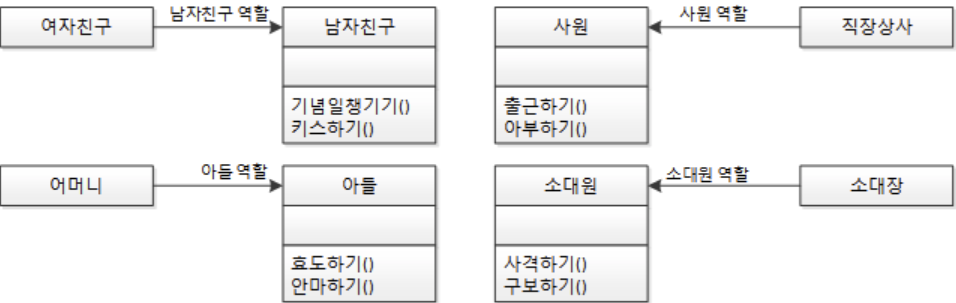 여자친구
남자친구 역할
남자친구
기념일챙기기()
키스하기()
사원
사원 역할
직장상사
출근하기()
아부하기()
어머니
아들 역할
아들
효도하기()
안마하기()
소대원
소대원 역할
소대장
사격하기()
구보하기()